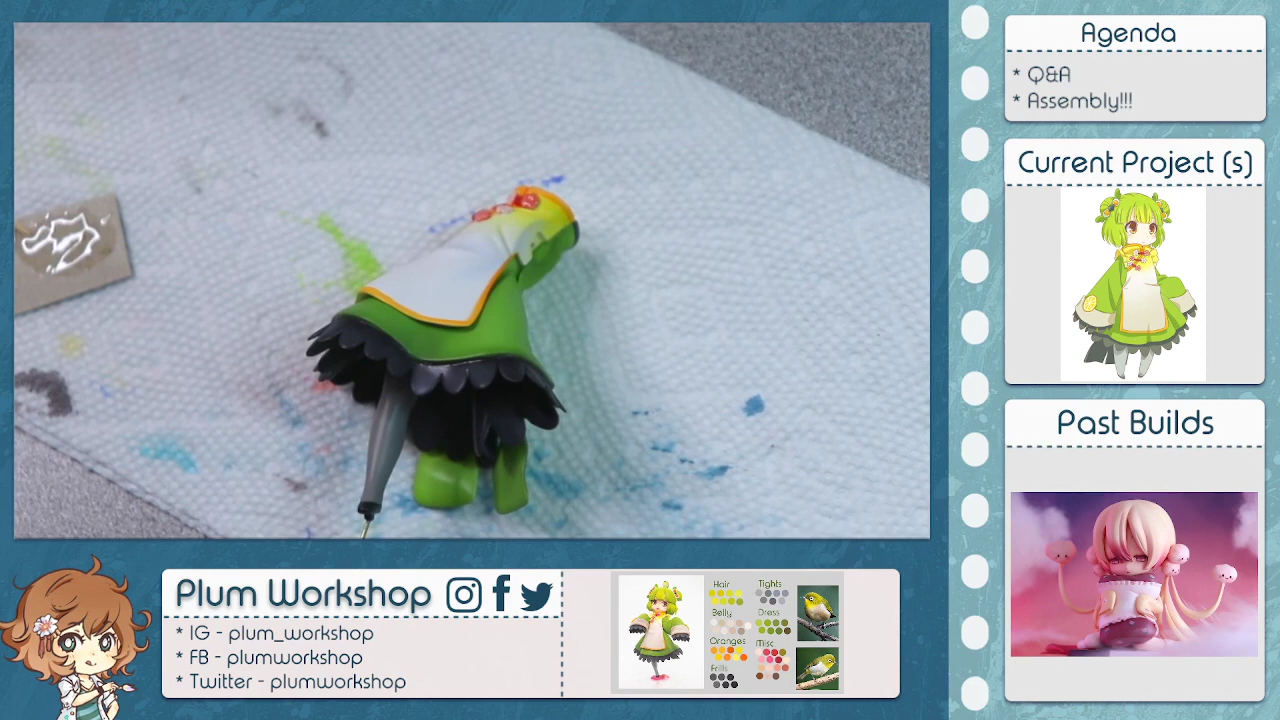 Agenda
* Q&A
* Assembly!!!
Current Project (s)
Past Builds
Plum Workshop
* IG - plum_workshop
* FB - plumworkshop
* Twitter - plumworkshop
Hair
Tights
Belly
Dress
Oranges
Misc
Frills